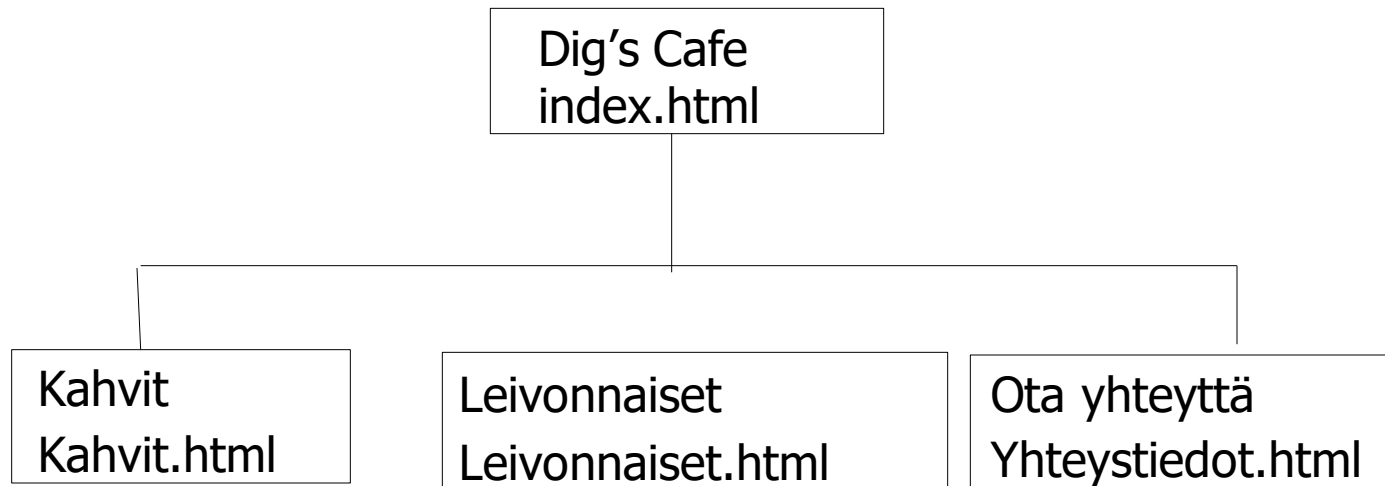 Dig’s Cafe
index.html
Kahvit
Kahvit.html
Leivonnaiset
Leivonnaiset.html
Ota yhteyttä
Yhteystiedot.html